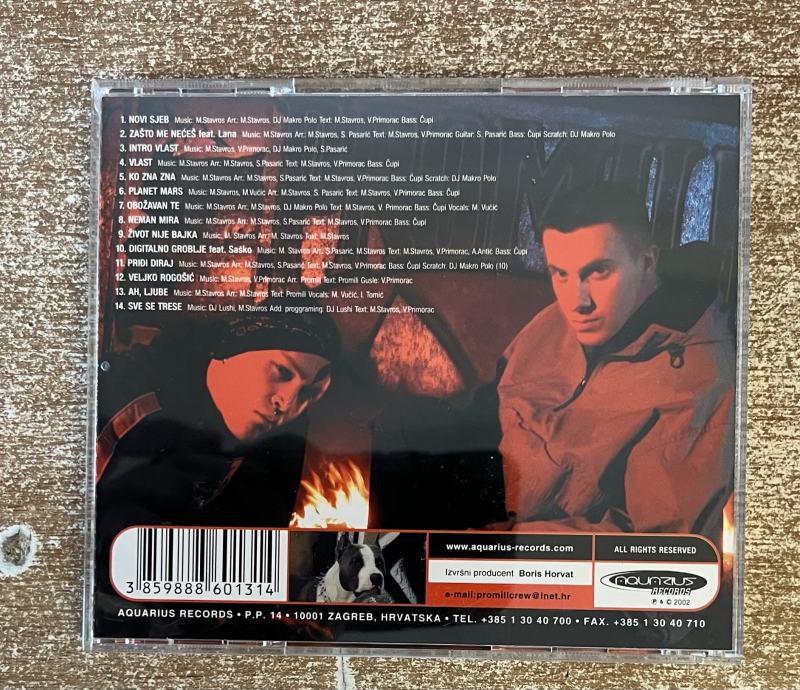 1. NOVI SJEB Music: M.Stavros Arr.: M.Stavros, DJ Makro Polo Text: M.Stavros, V.Primorac Bass: Čupi
2. ZAŠTO ME NEĆEŠ feat. Lana Music: M.Stavros Arr: M.Stavros, S. Pasarić Text: M.Stavros, V.Primorac Guitar: S. Pasarić Bass: Čupi Scratch: DJ Makro Polo
3. INTRO VLAST Music: M.Stavros, V.Primorac, DJ Makro Polo, S.Pasarić
4. VLAST Music: M.Stavros Arr: M.Stavros, S.Pasarić Text: M.Stavros, V.Primorac Bass: Čupi
5. KO ZNA ZNA Music: M.Stavros Arr: M.Stavros, S.Pasarić Text: M.Stavros, V.Primorac Bass: Čupi Scratch: DJ Makro Polo
6. PLANET MARS Music: M.Stavros, M.Vučić Arr: M.Stavros, S. Pasarić Text: M.Stavros, V.Primorac Bass: Čupi
7. OBOŽAVAN TE Music: M.Stavros Arr: M.Stavros, DJ Makro Polo Text: M.Stavros, V. Primorac Bass: Čupi Vocals: M. Vučić
8. NEMAN MIRA Music: M.Stavros Arr: M.Stavros, S.Pasarić Text: M.Stavros, V.Primorac Bass: Čupi
9. ŽIVOT NIJE BAJKA Music: M. Stavros Arr: M. Stavros Text: M.Stavros
10. DIGITALNO GROBLJE feat. Saško Music: M. Stavros Arr: S.Pasarić, M.Stavros Text: M.Stavros, V.Primorac, A.Antić Bass: Čupi
11. PRIDI DIRAJ Music: M.Stavros Arr: M.Stavros, S.Pasarić Text: M.Stavros, V.Primorac Bass: Čupi Scratch: DJ Makro Polo (10)
12. VELJKO ROGOŠIĆ Music: M.Stavros, V.Primorac Arr: Promili Text: Promili Gusle: V.Primorac
13. AH, LJUBE Music: M.Stavros Arr: M.Stavros Text: Promili Vocals: M. Vučić, I. Tomić
14. SVE SE TRESE Music: DJ Lushi, M.Stavros Add. proggraming: DJ Lushi Text: M.Stavros, V.Primorac
www.aquarius-records.com
ALL RIGHTS RESERVED
Izvršni producent Boris Horvat
AQUARIUS
RECORDS
e-mail:promillcrew@inet.hr
℗ & © 2002
3 859888 601314
AQUARIUS RECORDS • P.P. 14 • 10001 ZAGREB, HRVATSKA • TEL. +385 1 30 40 700 • FAX. +385 1 30 40 710